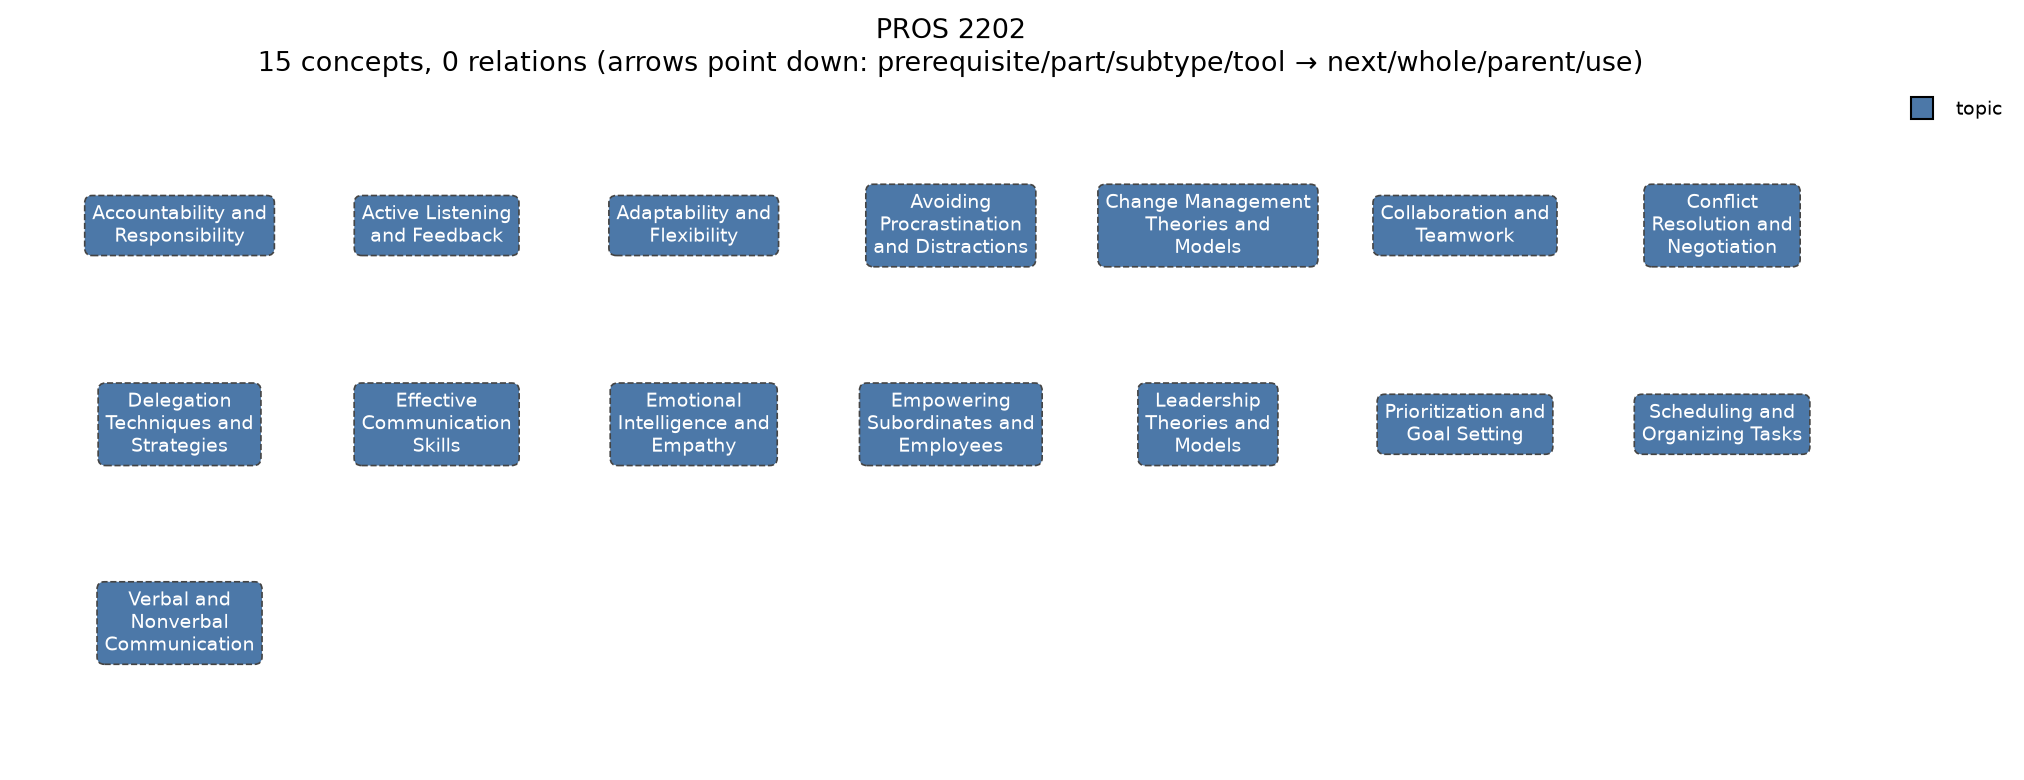 PROS 2202
15 concepts, 0 relations (arrows point down: prerequisite/part/subtype/tool → next/whole/parent/use)
topic
Accountability and
Responsibility
Active Listening
and Feedback
Adaptability and
Flexibility
Avoiding
Procrastination
and Distractions
Change Management
Theories and
Models
Collaboration and
Teamwork
Conflict
Resolution and
Negotiation
Delegation
Techniques and
Strategies
Effective
Communication
Skills
Emotional
Intelligence and
Empathy
Empowering
Subordinates and
Employees
Leadership
Theories and
Models
Prioritization and
Goal Setting
Scheduling and
Organizing Tasks
Verbal and
Nonverbal
Communication